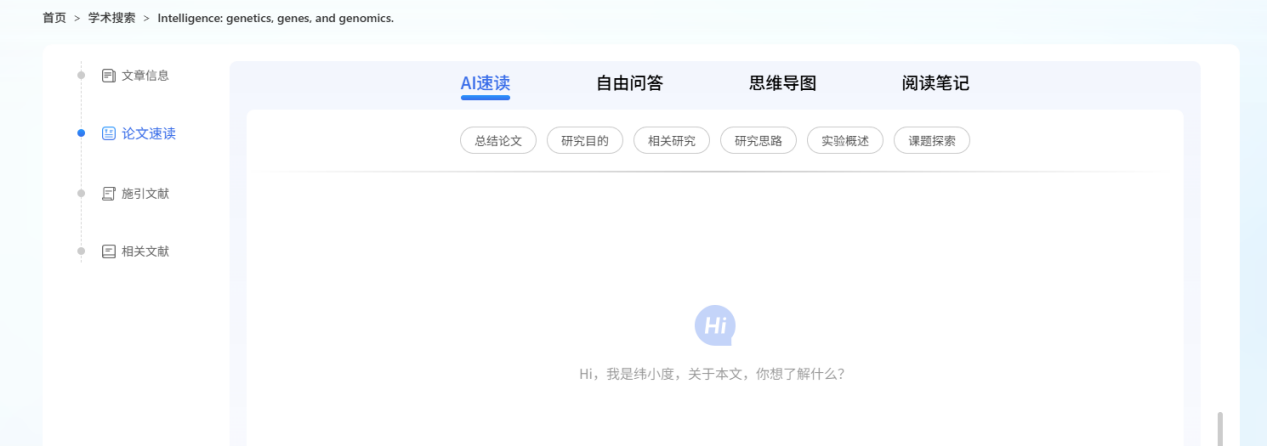 首页 > 学术搜索 > Intelligence: genetics, genes, and genomics.
文章信息
论文速读
施引文献
相关文献
AI速读 自由问答 思维导图 阅读笔记
总结论文 研究目的 相关研究 研究思路 实验概述 课题探索
Hi
Hi，我是纬小度，关于本文，你想了解什么？